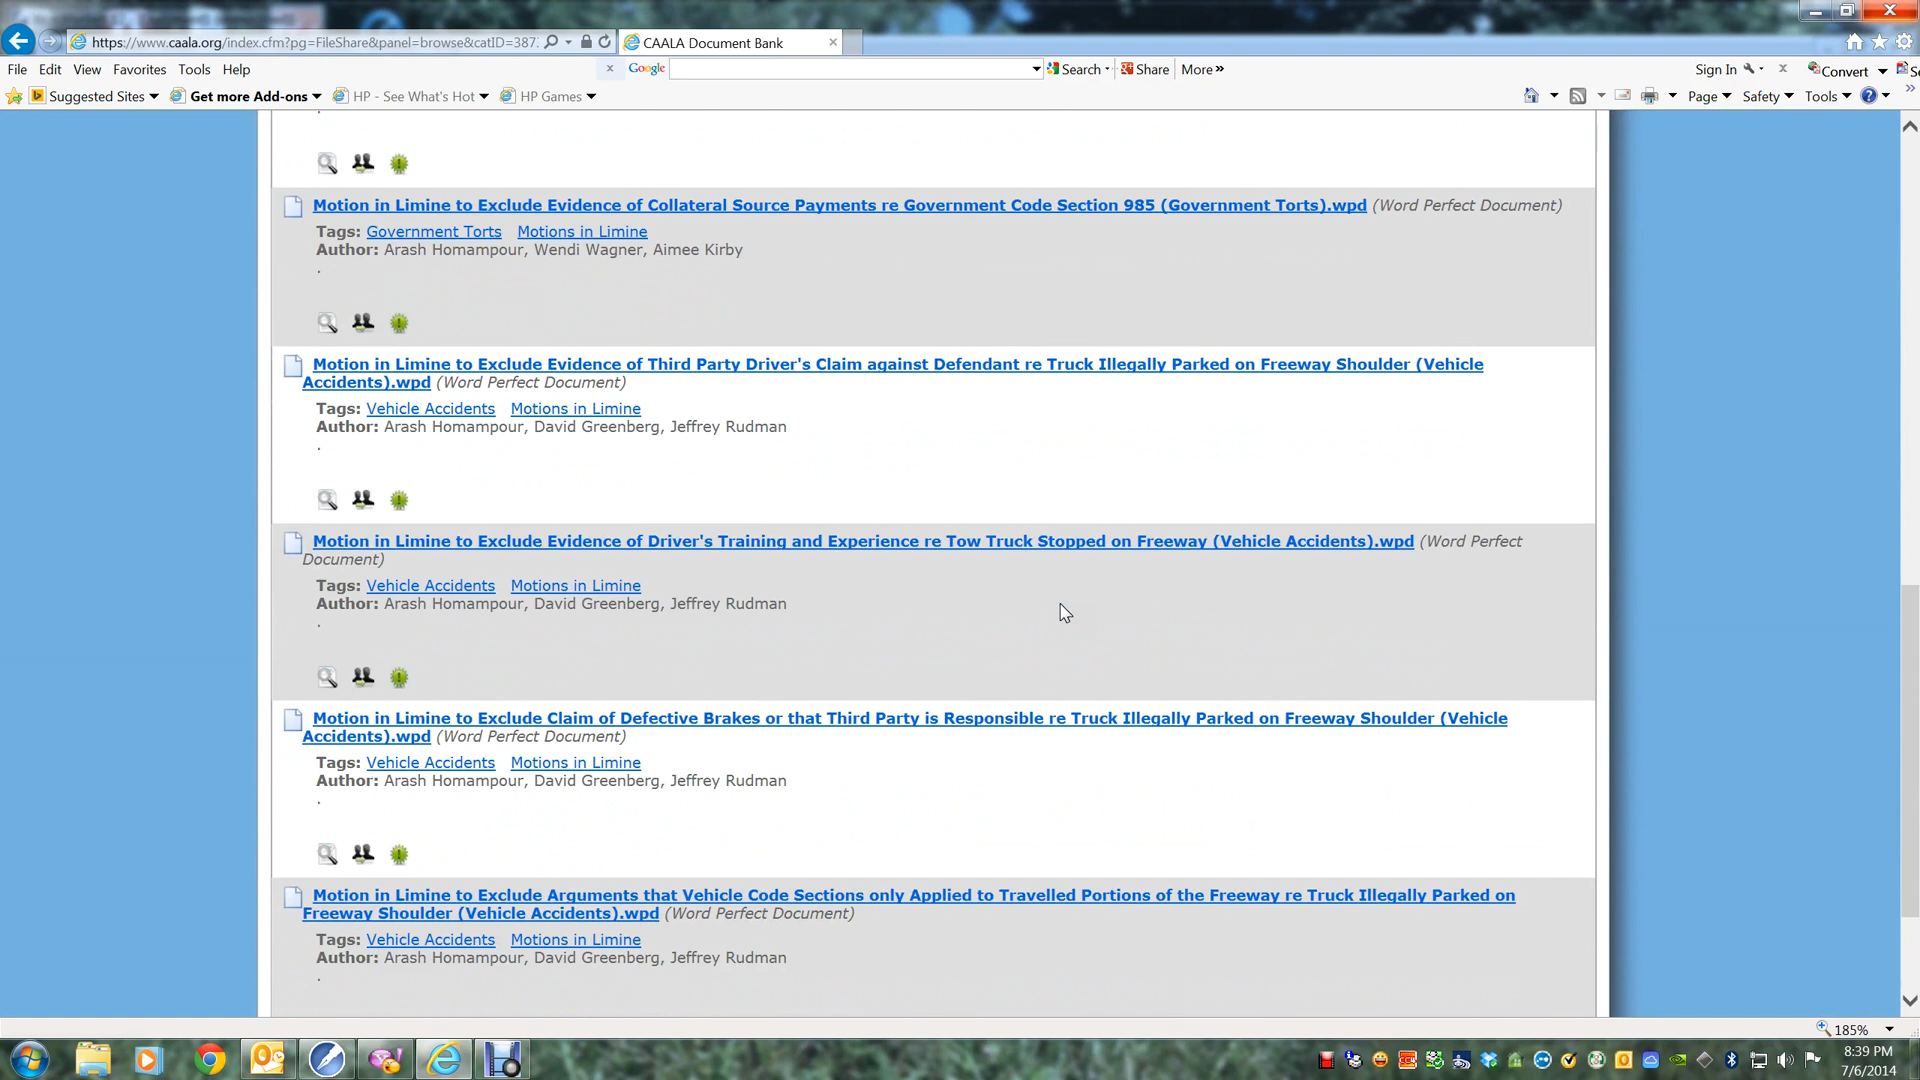 https://www.caala.org/index.cfm?pg=FileShare&panel=browse&catID=387
CAALA Document Bank
File Edit View Favorites Tools Help
Google Search Share More »
Sign In
Convert
Suggested Sites Get more Add-ons HP - See What's Hot HP Games
Page Safety Tools
Motion in Limine to Exclude Evidence of Collateral Source Payments re Government Code Section 985 (Government Torts).wpd (Word Perfect Document)
Tags: Government Torts Motions in Limine
Author: Arash Homampour, Wendi Wagner, Aimee Kirby
.
Motion in Limine to Exclude Evidence of Third Party Driver's Claim against Defendant re Truck Illegally Parked on Freeway Shoulder (Vehicle
Accidents).wpd (Word Perfect Document)
Tags: Vehicle Accidents Motions in Limine
Author: Arash Homampour, David Greenberg, Jeffrey Rudman
.
Motion in Limine to Exclude Evidence of Driver's Training and Experience re Tow Truck Stopped on Freeway (Vehicle Accidents).wpd (Word Perfect
Document)
Tags: Vehicle Accidents Motions in Limine
Author: Arash Homampour, David Greenberg, Jeffrey Rudman
.
Motion in Limine to Exclude Claim of Defective Brakes or that Third Party is Responsible re Truck Illegally Parked on Freeway Shoulder (Vehicle
Accidents).wpd (Word Perfect Document)
Tags: Vehicle Accidents Motions in Limine
Author: Arash Homampour, David Greenberg, Jeffrey Rudman
.
Motion in Limine to Exclude Arguments that Vehicle Code Sections only Applied to Travelled Portions of the Freeway re Truck Illegally Parked on
Freeway Shoulder (Vehicle Accidents).wpd (Word Perfect Document)
Tags: Vehicle Accidents Motions in Limine
Author: Arash Homampour, David Greenberg, Jeffrey Rudman
.
185%
8:39 PM
7/6/2014